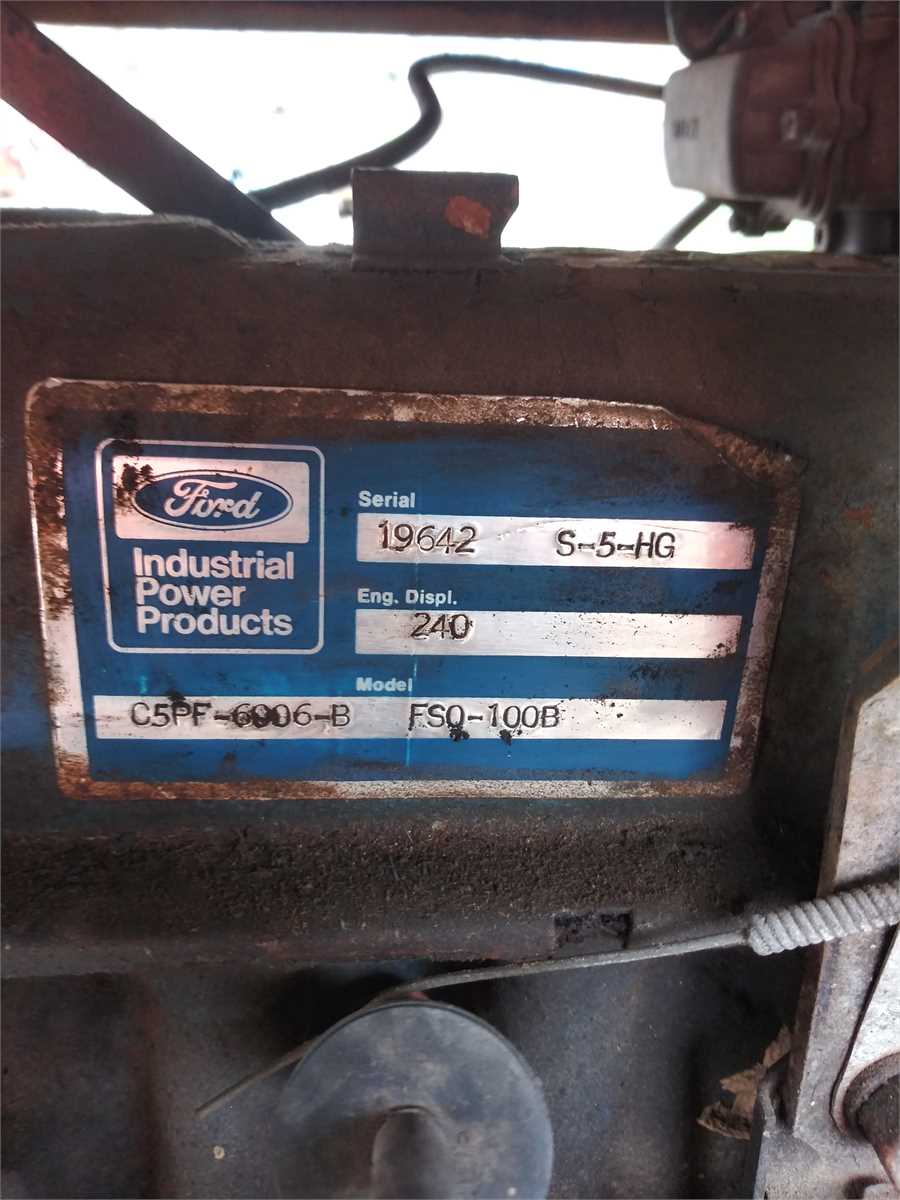 Ford
Industrial
Power
Products
Serial
19642 S-5-HG
Eng. Displ.
240
Model
C5PF-6006-B FSO-100B